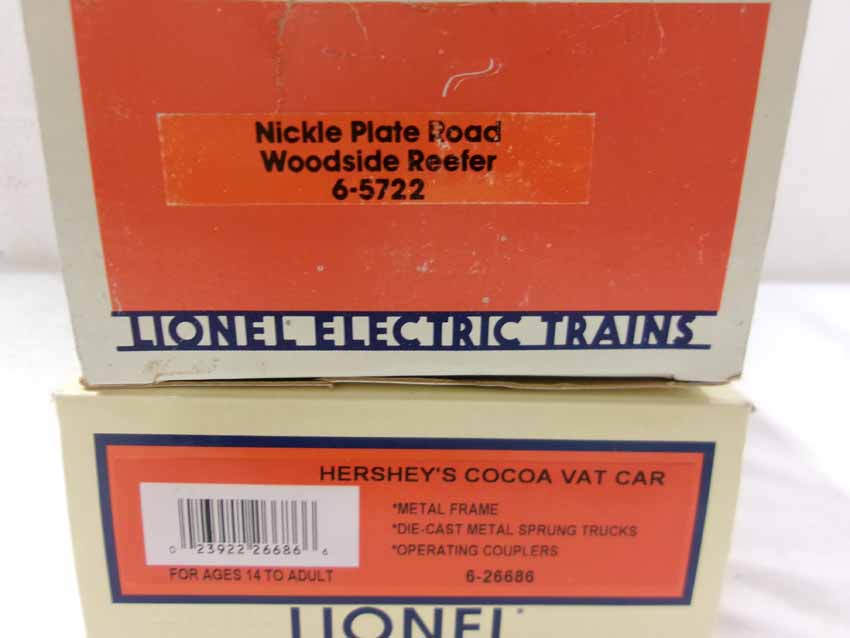 Nickle Plate Road
Woodside Reefer
6-5722
LIONEL ELECTRIC TRAINS
HERSHEY'S COCOA VAT CAR
*METAL FRAME
*DIE-CAST METAL SPRUNG TRUCKS
*OPERATING COUPLERS
0 23922 26686 6
FOR AGES 14 TO ADULT
6-26686
LIONEL